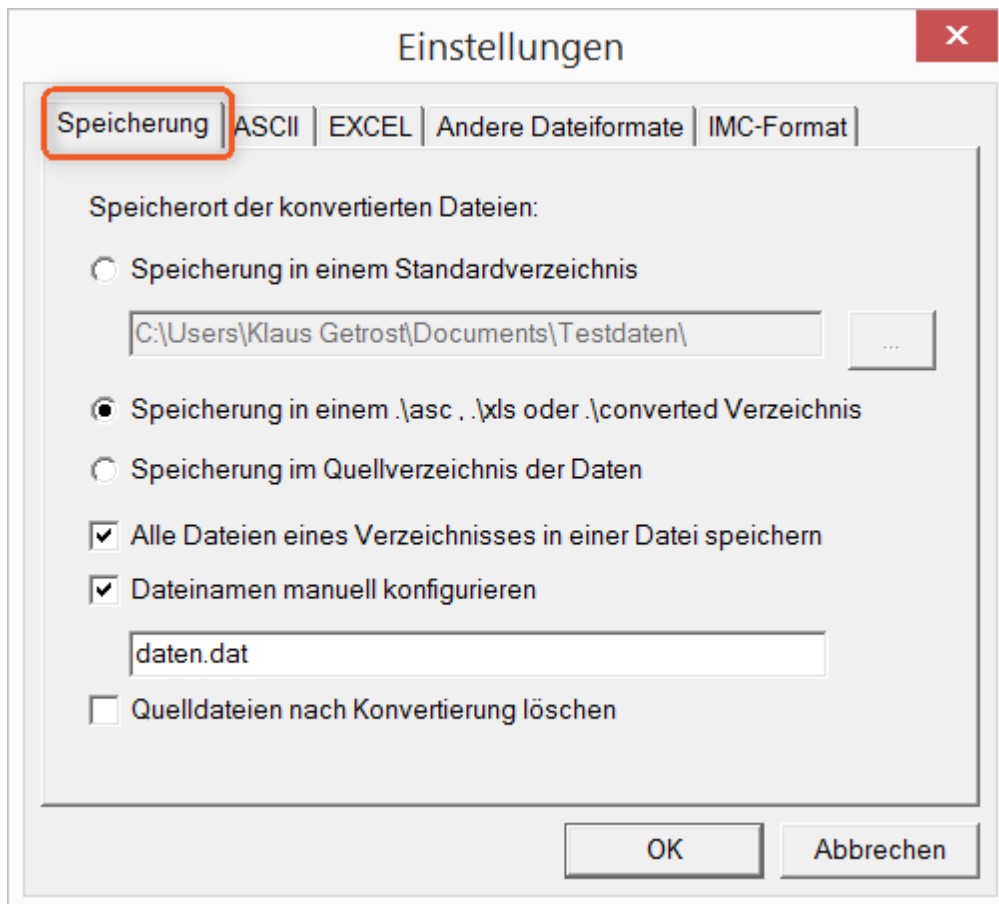 Einstellungen
Speicherung ASCII EXCEL Andere Dateiformate IMC-Format
Speicherort der konvertierten Dateien:
Speicherung in einem Standardverzeichnis
C:\Users\Klaus Getrost\Documents\Testdaten\
...
Speicherung in einem .\asc , .\xls oder .\converted Verzeichnis
Speicherung im Quellverzeichnis der Daten
Alle Dateien eines Verzeichnisses in einer Datei speichern
Dateinamen manuell konfigurieren
daten.dat
Quelldateien nach Konvertierung löschen
OK Abbrechen